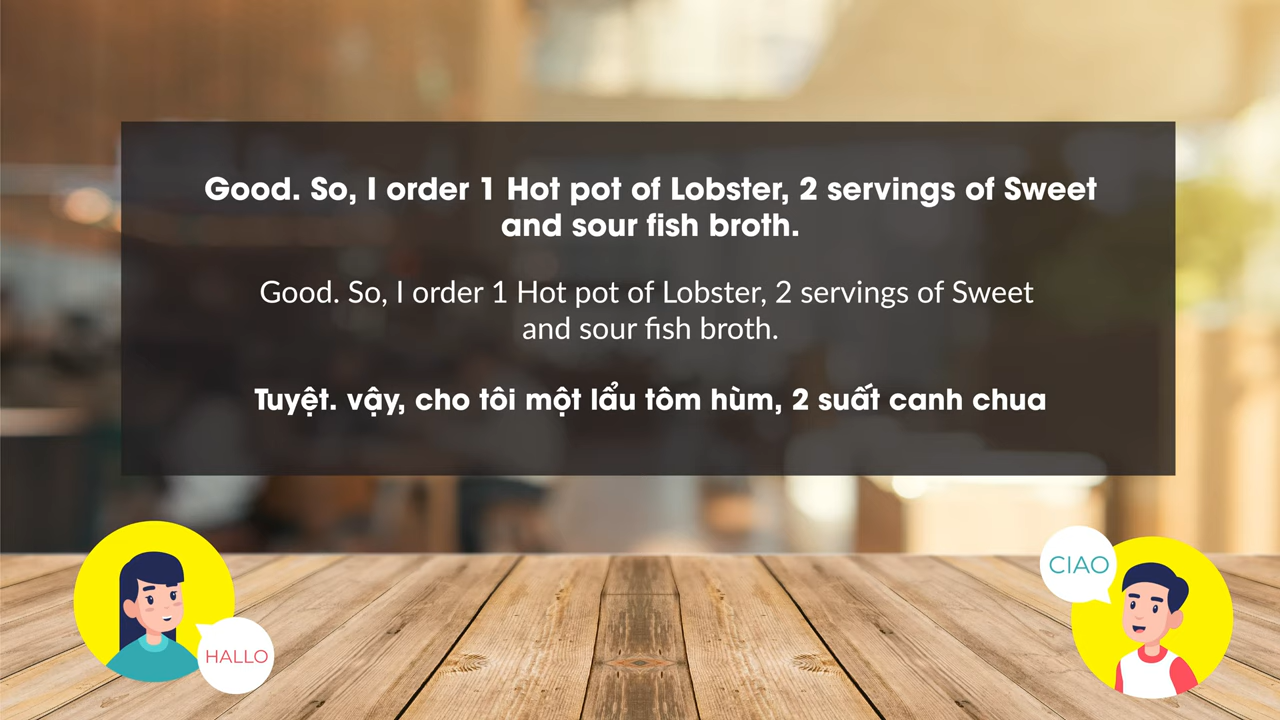 Good. So, I order 1 Hot pot of Lobster, 2 servings of Sweet
and sour fish broth.
Good. So, I order 1 Hot pot of Lobster, 2 servings of Sweet
and sour fish broth.
Tuyệt. vậy, cho tôi một lẩu tôm hùm, 2 suất canh chua
CIAO
HALLO